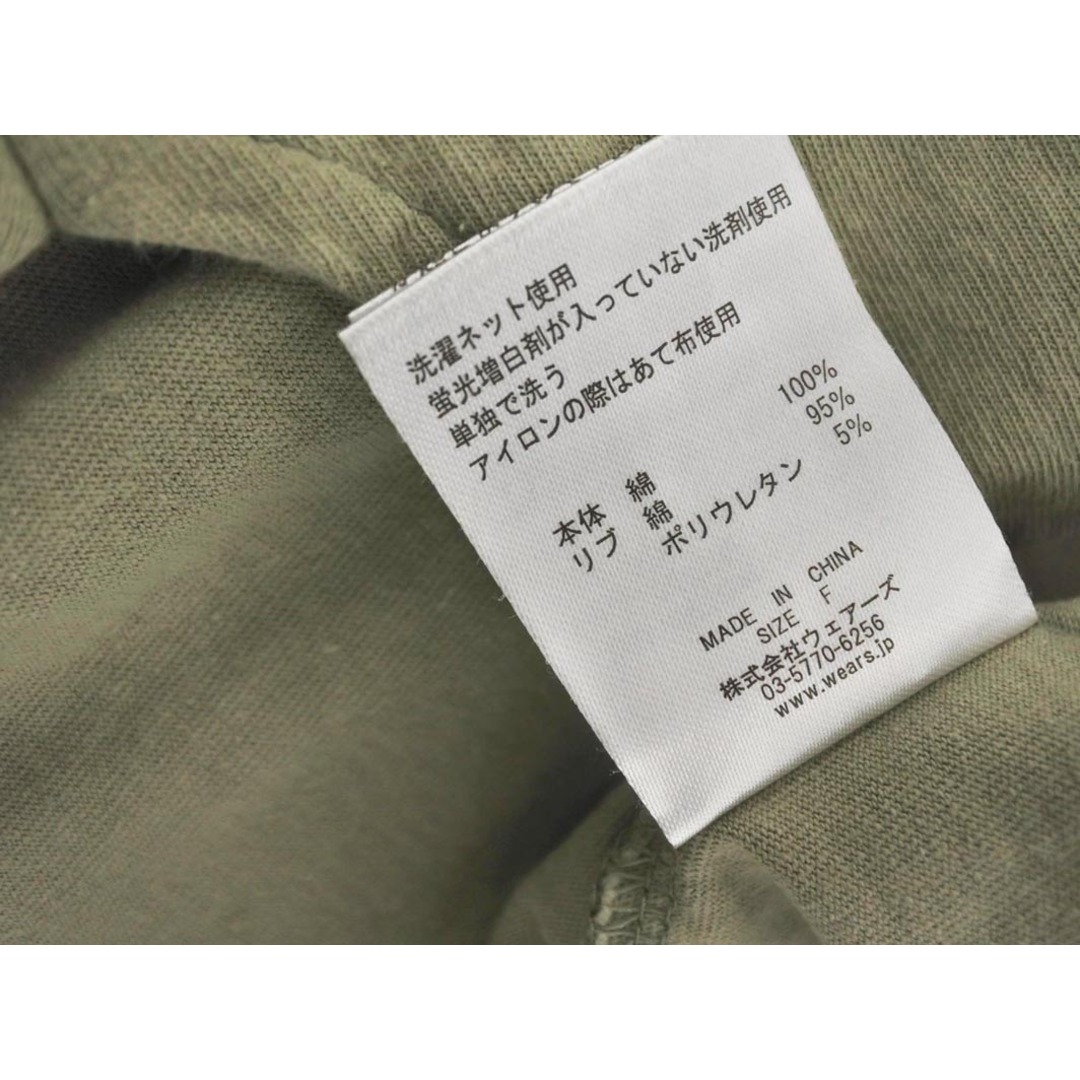 洗濯ネット使用
蛍光増白剤が入っていない洗剤使用
単独で洗う
アイロンの際はあて布使用
本体 綿 100%
リブ 綿 95%
ポリウレタン 5%
MADE IN CHINA
SIZE F
株式会社ウェアーズ
03-5770-6256
www.wears.jp